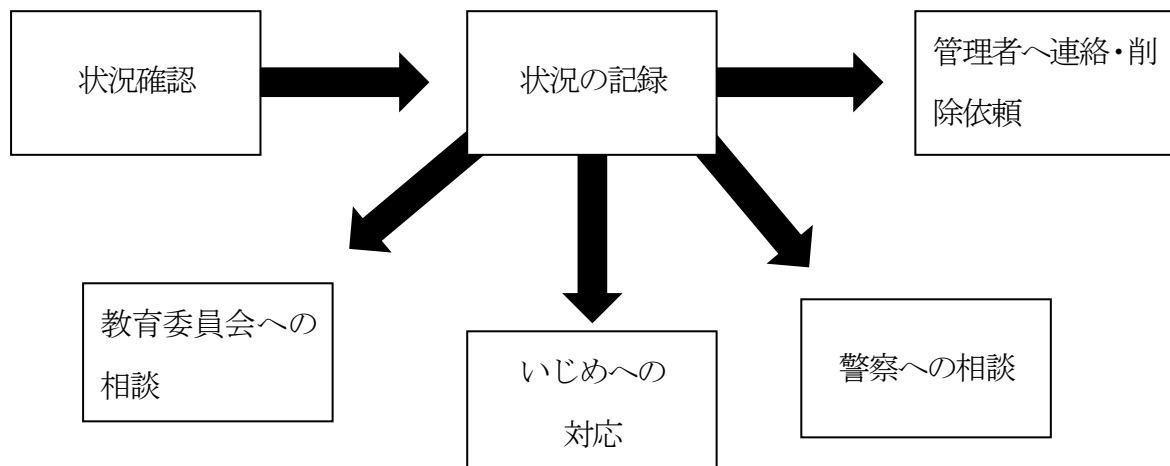 状況確認
状況の記録
管理者へ連絡・削
除依頼
教育委員会への
相談
いじめへの
対応
警察への相談